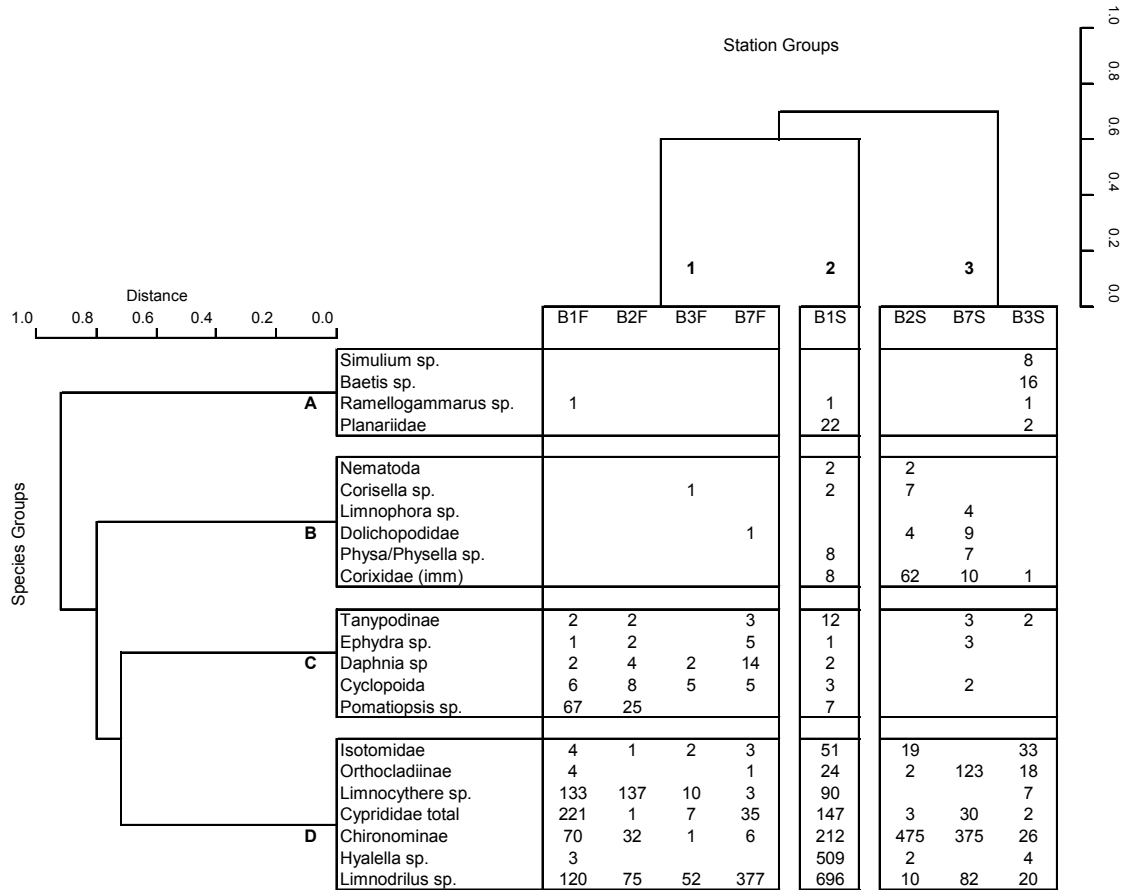 Station Groups
1.0
0.8
0.6
0.4
0.2
0.0
1 2 3
Distance
1.0 0.8 0.6 0.4 0.2 0.0
B1F B2F B3F B7F B1S B2S B7S B3S
Species Groups
A
Simulium sp. 8
Baetis sp. 16
Ramellogammarus sp. 1 1 1
Planariidae 22 2
B
Nematoda 2 2
Corisella sp. 1 2 7
Limnophora sp. 4
Dolichopodidae 1 4 9
Physa/Physella sp. 8 7
Corixidae (imm) 8 62 10 1
C
Tanypodinae 2 2 3 12 3 2
Ephydra sp. 1 2 5 1 3
Daphnia sp 2 4 2 14 2
Cyclopoida 6 8 5 5 3 2
Pomatiopsis sp. 67 25 7
D
Isotomidae 4 1 2 3 51 19 33
Orthocladiinae 4 1 24 2 123 18
Limnocythere sp. 133 137 10 3 90 7
Cyprididae total 221 1 7 35 147 3 30 2
Chironominae 70 32 1 6 212 475 375 26
Hyalella sp. 3 509 2 4
Limnodrilus sp. 120 75 52 377 696 10 82 20